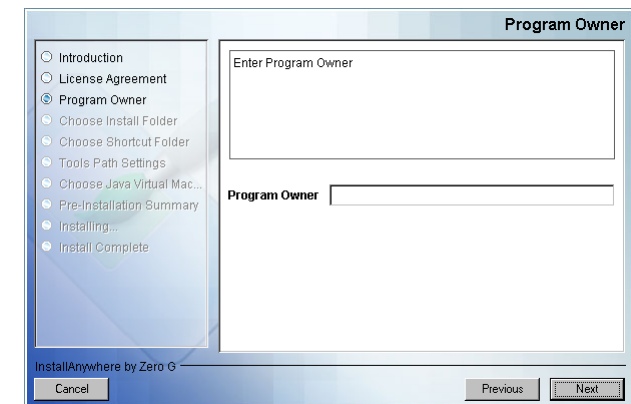 Program Owner
Introduction
License Agreement
Program Owner
Choose Install Folder
Choose Shortcut Folder
Tools Path Settings
Choose Java Virtual Mac...
Pre-Installation Summary
Installing...
Install Complete
Enter Program Owner
Program Owner
InstallAnywhere by Zero G
Cancel
Previous
Next